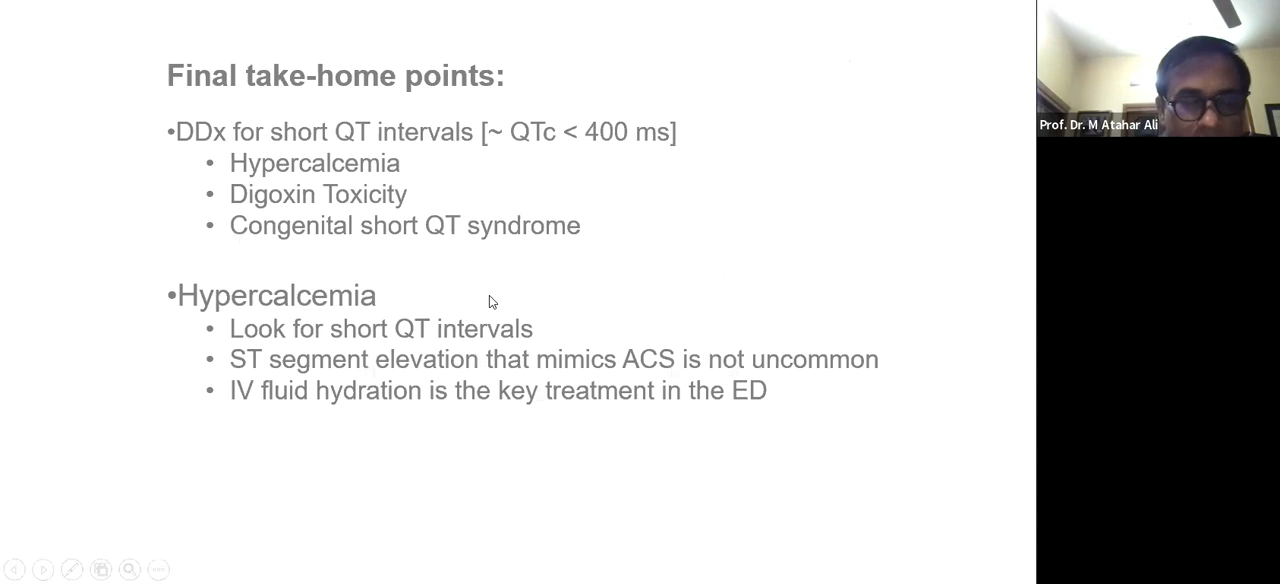 Final take-home points:
•DDx for short QT intervals [~ QTc < 400 ms]
• Hypercalcemia
• Digoxin Toxicity
• Congenital short QT syndrome
•Hypercalcemia
• Look for short QT intervals
• ST segment elevation that mimics ACS is not uncommon
• IV fluid hydration is the key treatment in the ED
Prof. Dr. M Atahar Ali